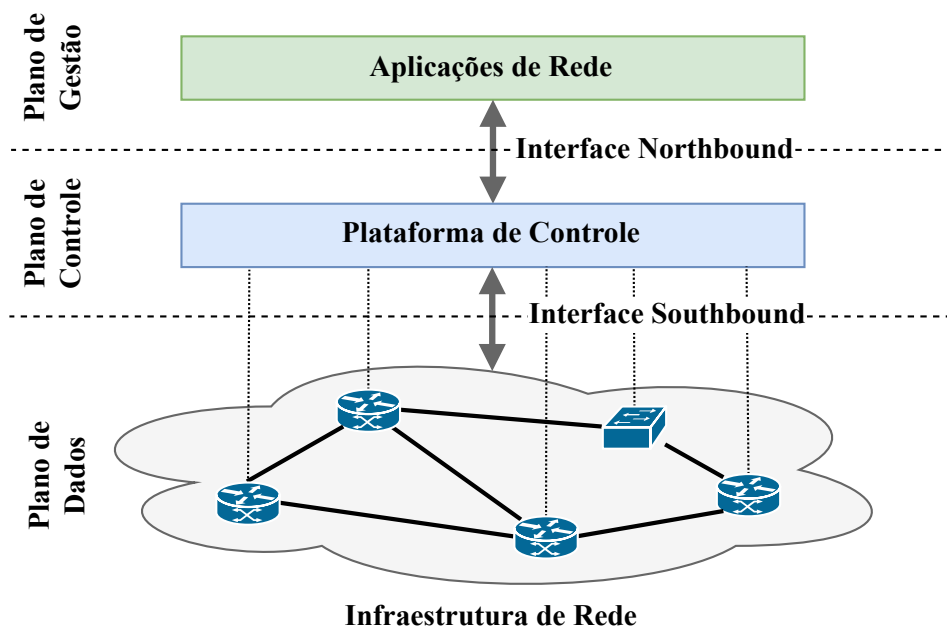 Plano de
Gestão
Aplicações de Rede
Interface Northbound
Plano de
Controle
Plataforma de Controle
Interface Southbound
Plano de
Dados
Infraestrutura de Rede